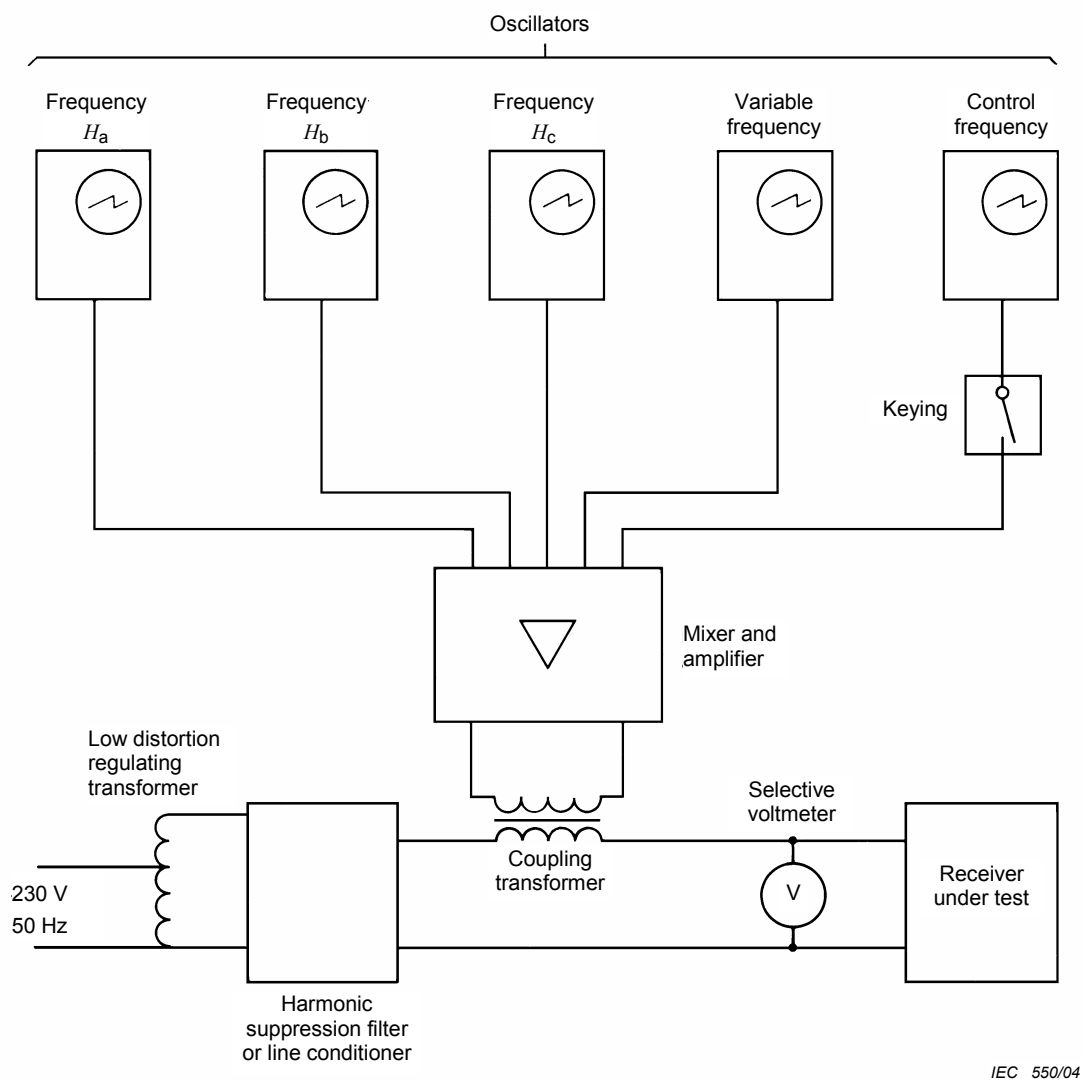 Oscillators
Frequency
Ha
Frequency
Hb
Frequency
Hc
Variable
frequency
Control
frequency
Keying
Mixer and
amplifier
Low distortion
regulating
transformer
Selective
voltmeter
Coupling
transformer
230 V
50 Hz
V
Receiver
under test
Harmonic
suppression filter
or line conditioner
IEC 550/04